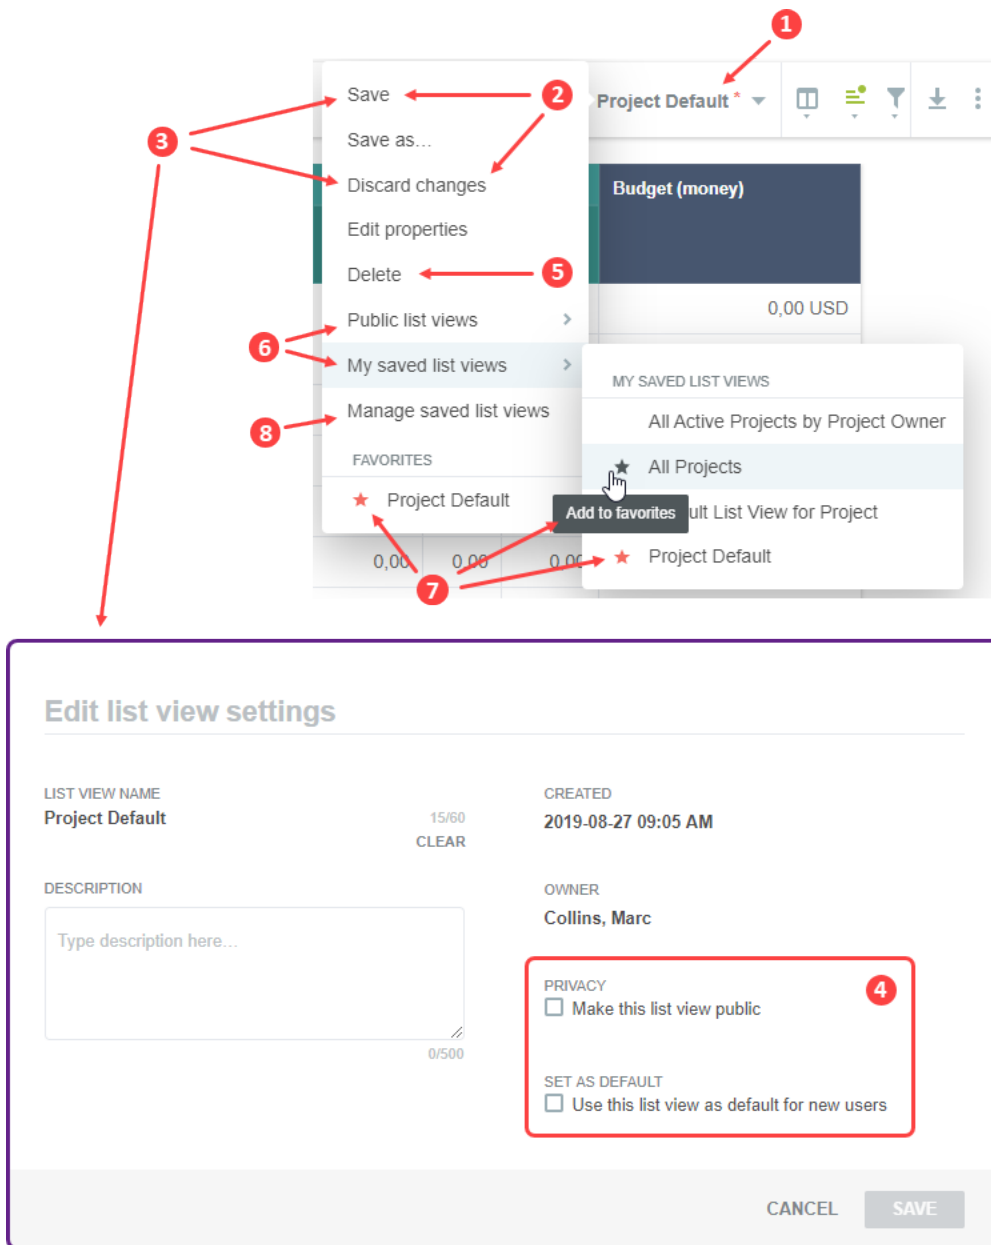 1
Save
2
Project Default *
Save as...
3
Discard changes
Budget (money)
Edit properties
Delete
5
0,00 USD
Public list views
6
My saved list views
MY SAVED LIST VIEWS
Manage saved list views
8
All Active Projects by Project Owner
FAVORITES
All Projects
Project Default
Add to favorites
ult List View for Project
0,00 0,00 0,00
Project Default
7
Edit list view settings
LIST VIEW NAME
Project Default
15/60
CLEAR
CREATED
2019-08-27 09:05 AM
DESCRIPTION
Type description here...
0/500
OWNER
Collins, Marc
PRIVACY
4
Make this list view public
SET AS DEFAULT
Use this list view as default for new users
CANCEL
SAVE